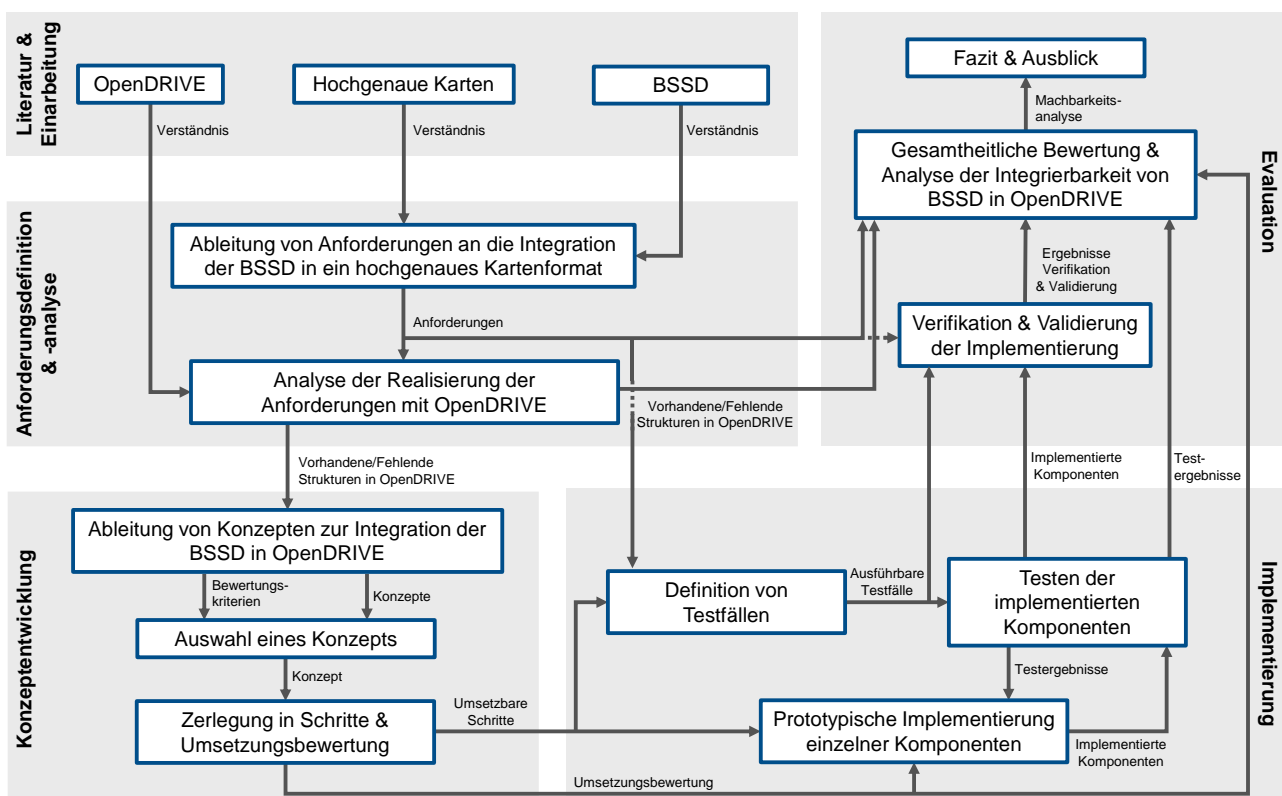 Literatur &
Einarbeitung
OpenDRIVE
Hochgenaue Karten
BSSD
Verständnis
Verständnis
Verständnis
Anforderungsdefinition
& -analyse
Ableitung von Anforderungen an die Integration
der BSSD in ein hochgenaues Kartenformat
Anforderungen
Analyse der Realisierung der
Anforderungen mit OpenDRIVE
Vorhandene/Fehlende
Strukturen in OpenDRIVE
Vorhandene/Fehlende
Strukturen in OpenDRIVE
Konzeptentwicklung
Ableitung von Konzepten zur Integration der
BSSD in OpenDRIVE
Bewertungs-
kriterien
Konzepte
Auswahl eines Konzepts
Konzept
Zerlegung in Schritte &
Umsetzungsbewertung
Umsetzbare
Schritte
Umsetzungsbewertung
Implementierung
Definition von
Testfällen
Ausführbare
Testfälle
Testen der
implementierten
Komponenten
Testergebnisse
Prototypische Implementierung
einzelner Komponenten
Implementierte
Komponenten
Evaluation
Fazit & Ausblick
Machbarkeits-
analyse
Gesamtheitliche Bewertung &
Analyse der Integrierbarkeit von
BSSD in OpenDRIVE
Ergebnisse
Verifikation
& Validierung
Verifikation & Validierung
der Implementierung
Implementierte
Komponenten
Test-
ergebnisse